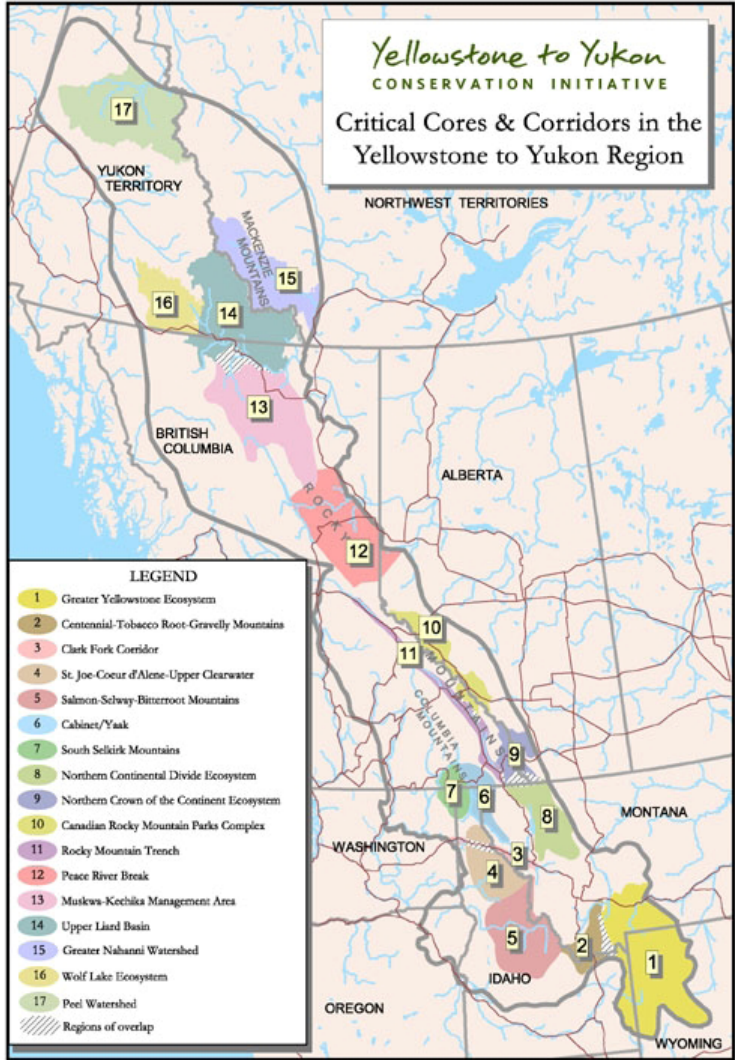 Yellowstone to Yukon
CONSERVATION INITIATIVE
Critical Cores & Corridors in the
Yellowstone to Yukon Region
17
YUKON
TERRITORY
NORTHWEST TERRITORIES
MACKENZIE
MOUNTAINS
15
16
14
13
BRITISH
COLUMBIA
ALBERTA
ROCKY
12
10
11
MOUNTAINS
COLUMBIA
MOUNTAINS
9
7
6
8
MONTANA
WASHINGTON
3
4
5
2
1
IDAHO
OREGON
WYOMING
LEGEND
1 Greater Yellowstone Ecosystem
2 Centennial-Tobacco Root-Gravelly Mountains
3 Clark Fork Corridor
4 St. Joe-Coeur d'Alene-Upper Clearwater
5 Salmon-Selway-Bitterroot Mountains
6 Cabinet/Yaak
7 South Selkirk Mountains
8 Northern Continental Divide Ecosystem
9 Northern Crown of the Continent Ecosystem
10 Canadian Rocky Mountain Parks Complex
11 Rocky Mountain Trench
12 Peace River Break
13 Muskwa-Kechika Management Area
14 Upper Liard Basin
15 Greater Nahanni Watershed
16 Wolf Lake Ecosystem
17 Peel Watershed
Regions of overlap